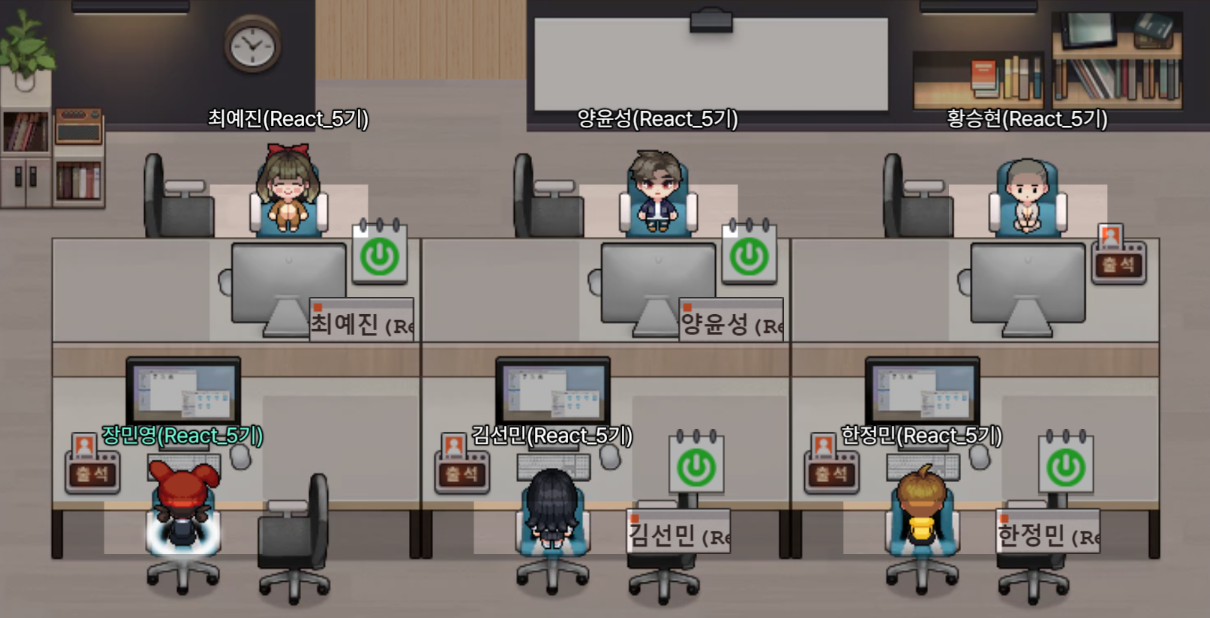 최예진(React_5기)
양윤성(React_5기)
황승현(React_5기)
출석
최예진 (Re
양윤성 (Re
장민영(React_5기)
김선민(React_5기)
한정민(React_5기)
출석
출석
출석
김선민 (Re
한정민 (Re